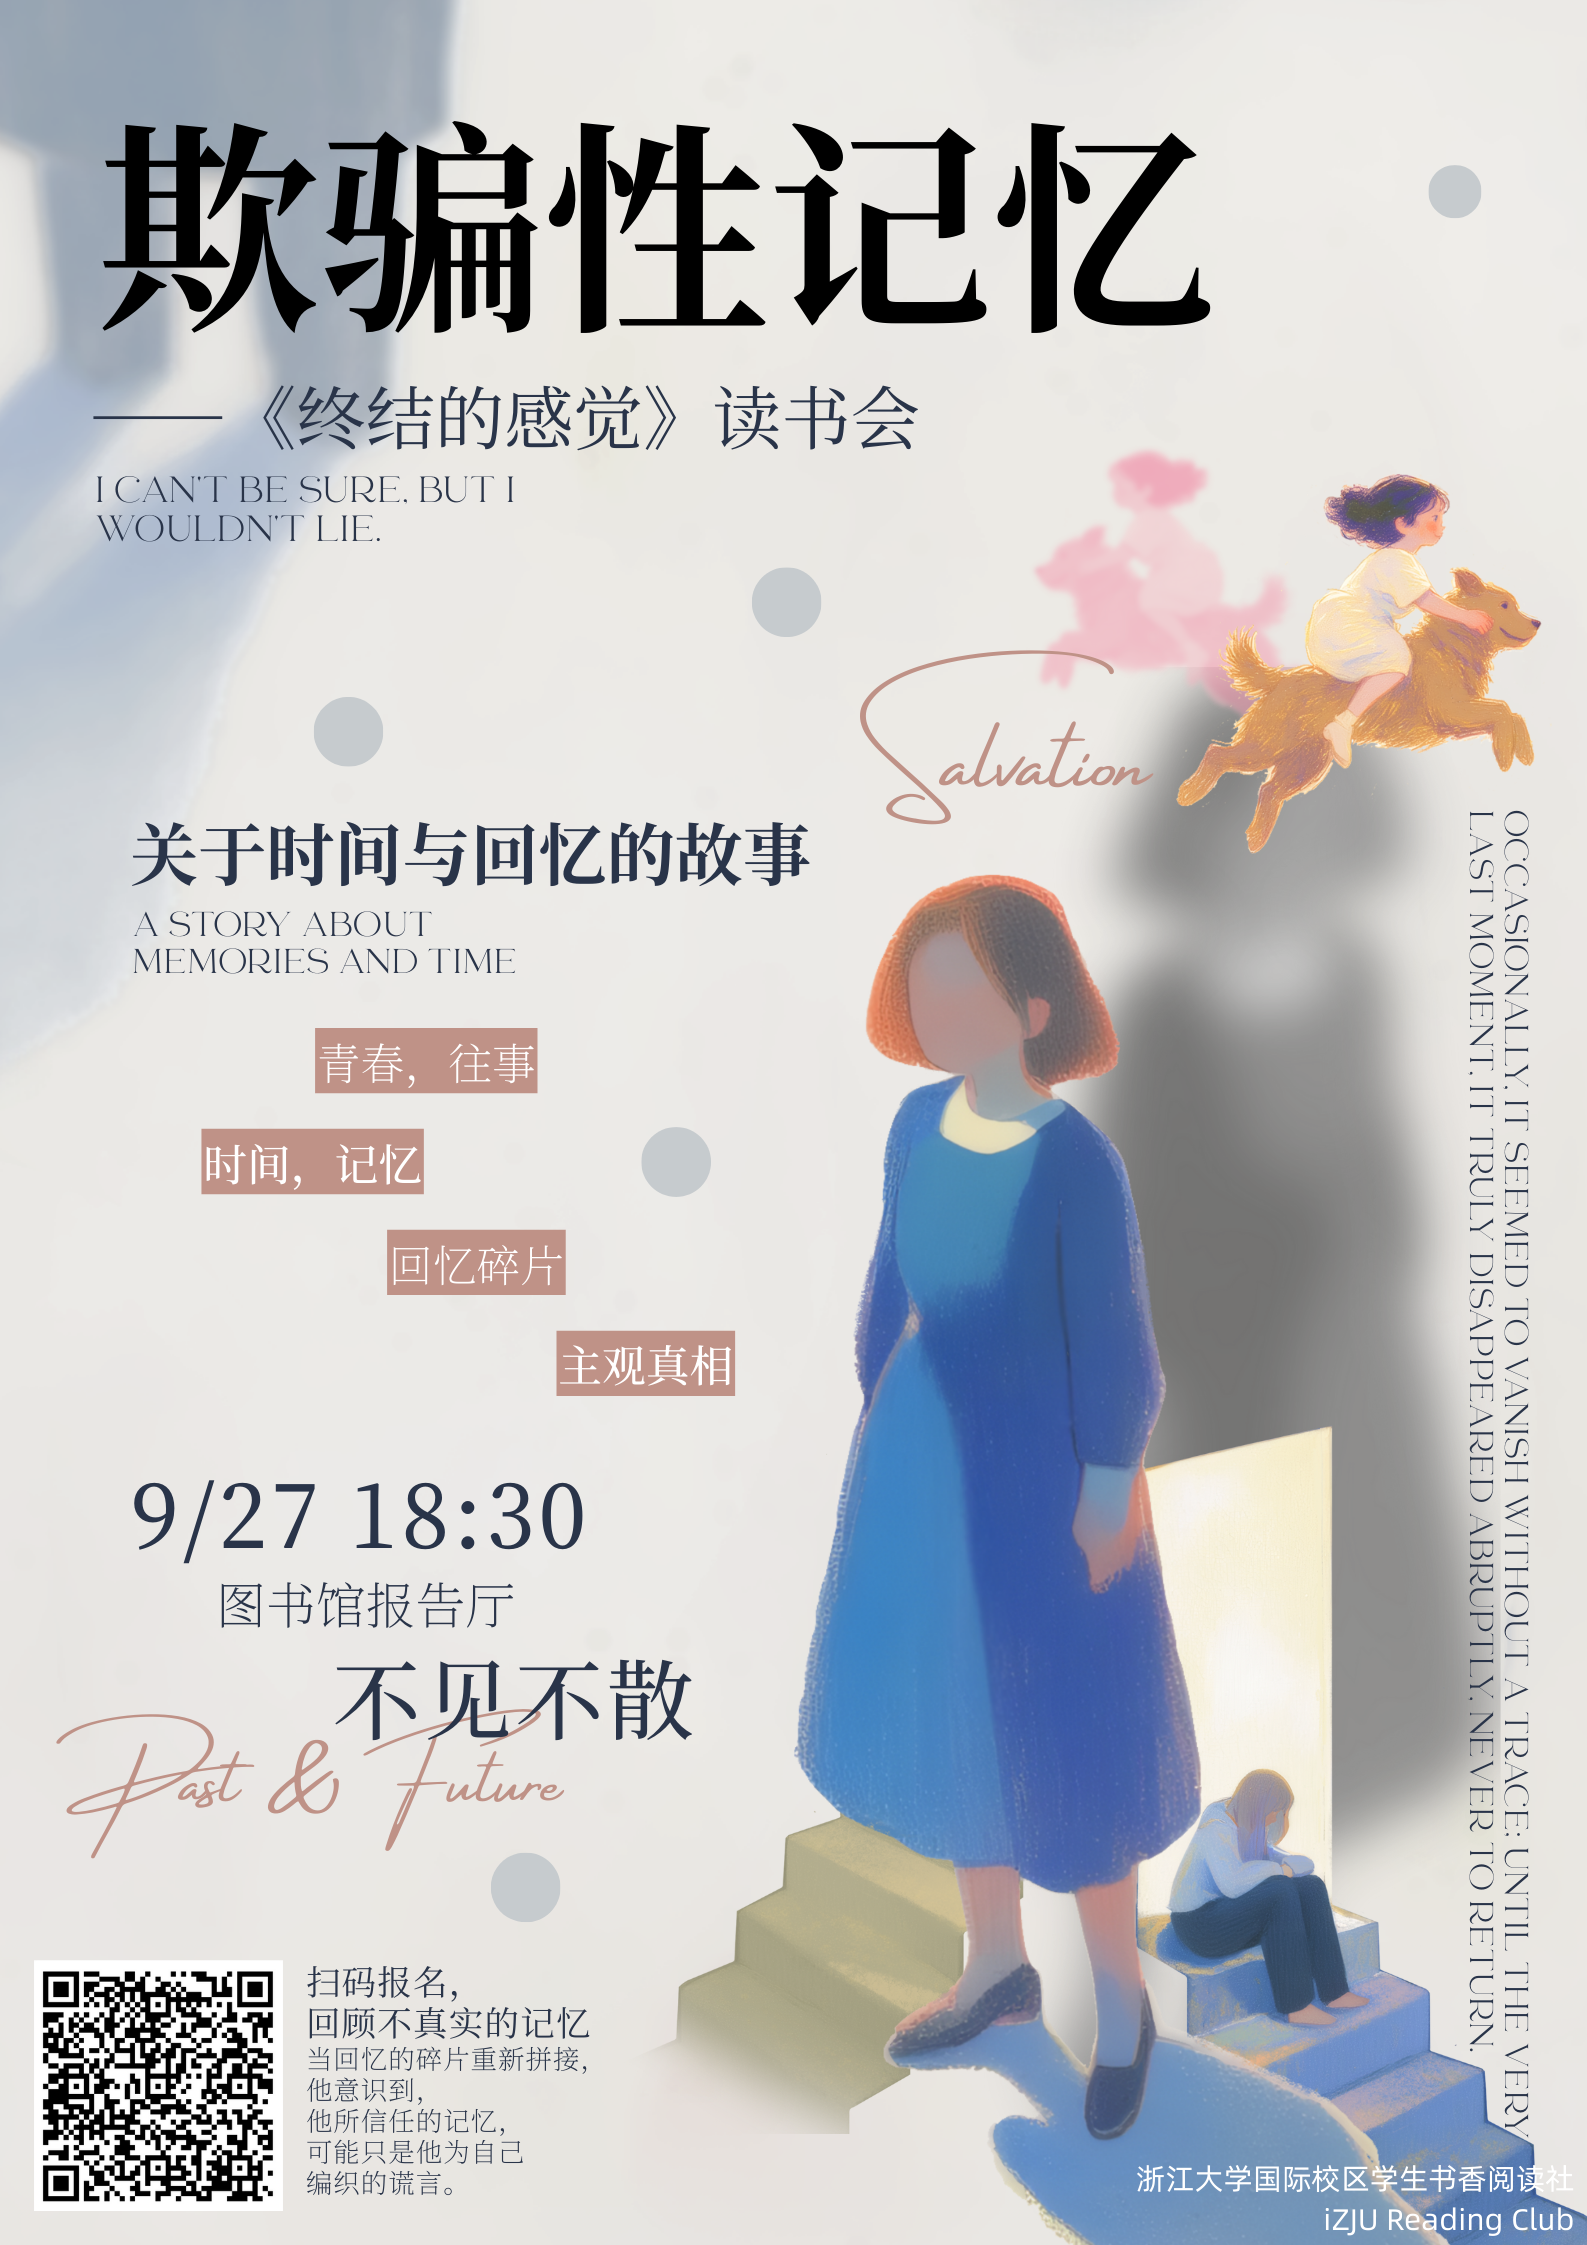 欺骗性记忆
——《终结的感觉》读书会
I CAN'T BE SURE, BUT I
WOULDN'T LIE.
Salvation
关于时间与回忆的故事
A STORY ABOUT
MEMORIES AND TIME
青春，往事
时间，记忆
回忆碎片
主观真相
OCCASIONALLY, IT SEEMED TO VANISH WITHOUT A TRACE; UNTIL THE VERY
LAST MOMENT, IT TRULY DISAPPEARED ABRUPTLY, NEVER TO RETURN.
9/27 18:30
图书馆报告厅
不见不散
Past & Future
扫码报名，
回顾不真实的记忆
当回忆的碎片重新拼接，
他意识到，
他所信任的记忆，
可能只是他为自己
编织的谎言。
浙江大学国际校区学生书香阅读社
iZJU Reading Club